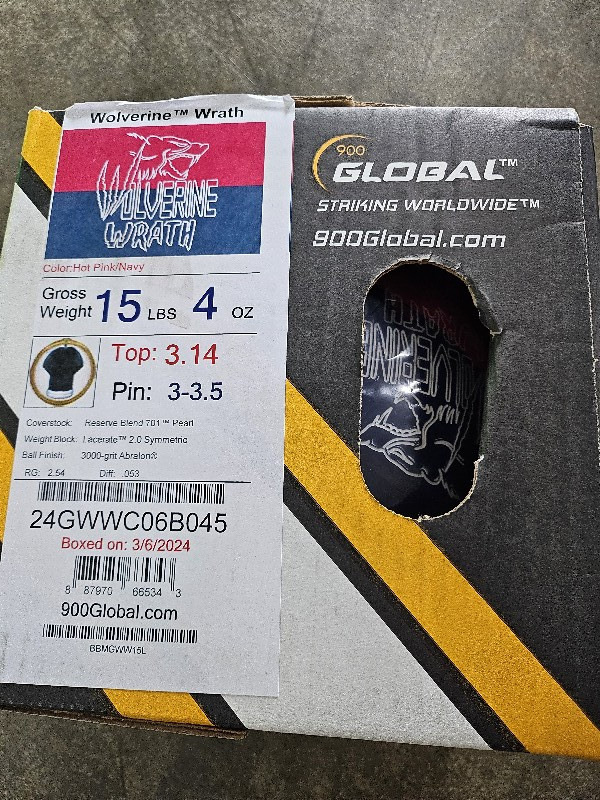 Wolverine™ Wrath
WOLVERINE
WRATH
Color:Hot Pink/Navy
Gross
Weight 15 LBS 4 OZ
Top: 3.14
Pin: 3-3.5
Coverstock: Reserve Blend 701™ Pearl
Weight Block: Lacerate™ 2.0 Symmetric
Ball Finish: 3000-grit Abralon®
RG: 2.54 Diff: .053
24GWWC06B045
Boxed on: 3/6/2024
8 87970 66534 3
900Global.com
BBMGWW15L
900
GLOBAL™
STRIKING WORLDWIDE™
900Global.com
WOLVERINE
WRATH